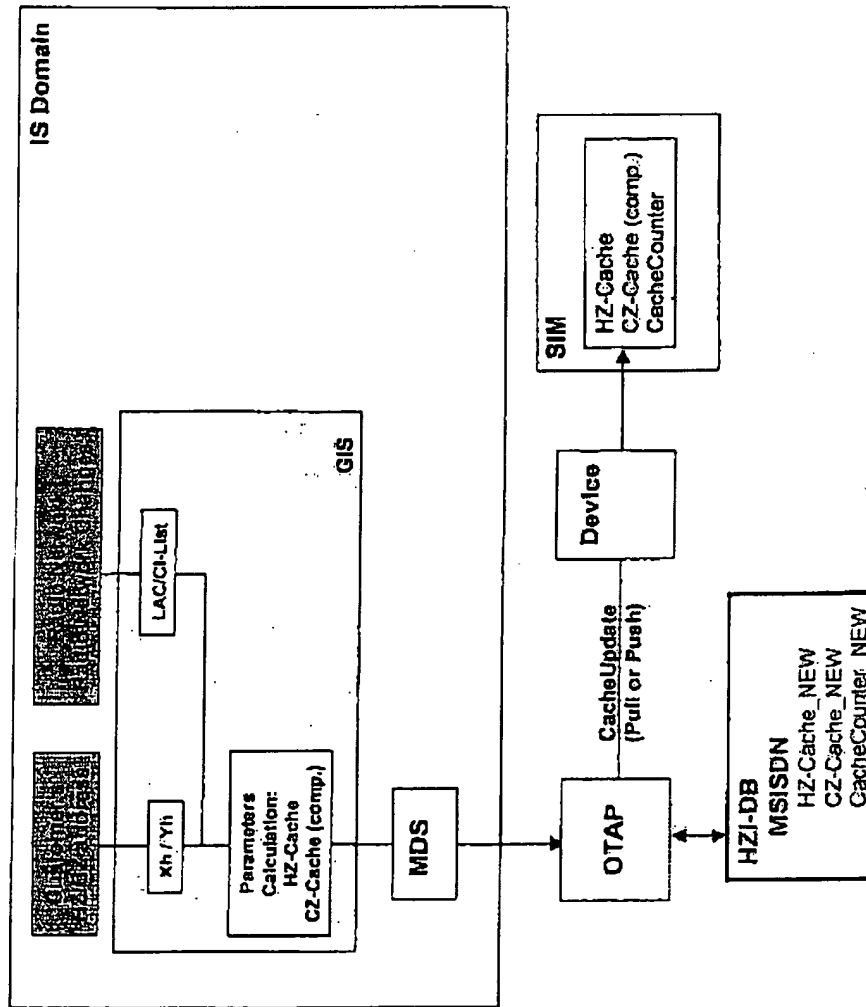 IS Domain
Xh / Yh
LAC/CI-List
Parameters
Calculation:
HZ-Cache
CZ-Cache (comp.)
GIS
MDS
OTAP
CacheUpdate
(Pull or Push)
Device
SIM
HZ-Cache
CZ-Cache (comp.)
CacheCounter
HZI-DB
MSISDN
HZ-Cache_NEW
CZ-Cache_NEW
CacheCounter_NEW